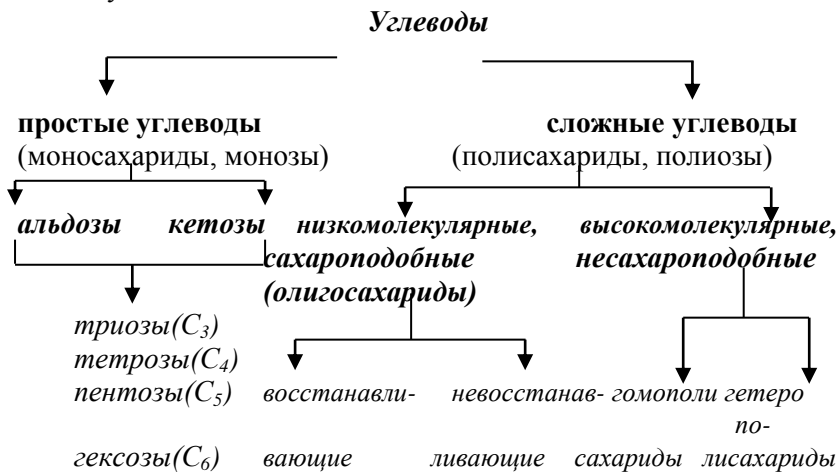 Углеводы
простые углеводы сложные углеводы
(моносахариды, монозы) (полисахариды, полиозы)
альдозы кетозы низкомолекулярные, высокомолекулярные,
сахароподобные несахароподобные
(олигосахариды)
триозы(C₃)
тетрозы(C₄)
пентозы(C₅) восстанавли- невосстанав- гомополи гетеро
по-
гексозы(C₆) вающие ливающие сахариды лисахариды